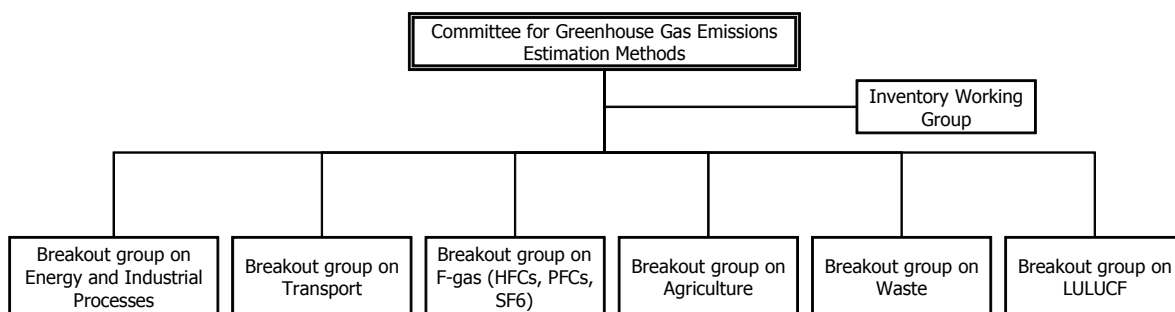 Committee for Greenhouse Gas Emissions
Estimation Methods
Inventory Working
Group
Breakout group on
Energy and Industrial
Processes
Breakout group on
Transport
Breakout group on
F-gas (HFCs, PFCs,
SF6)
Breakout group on
Agriculture
Breakout group on
Waste
Breakout group on
LULUCF